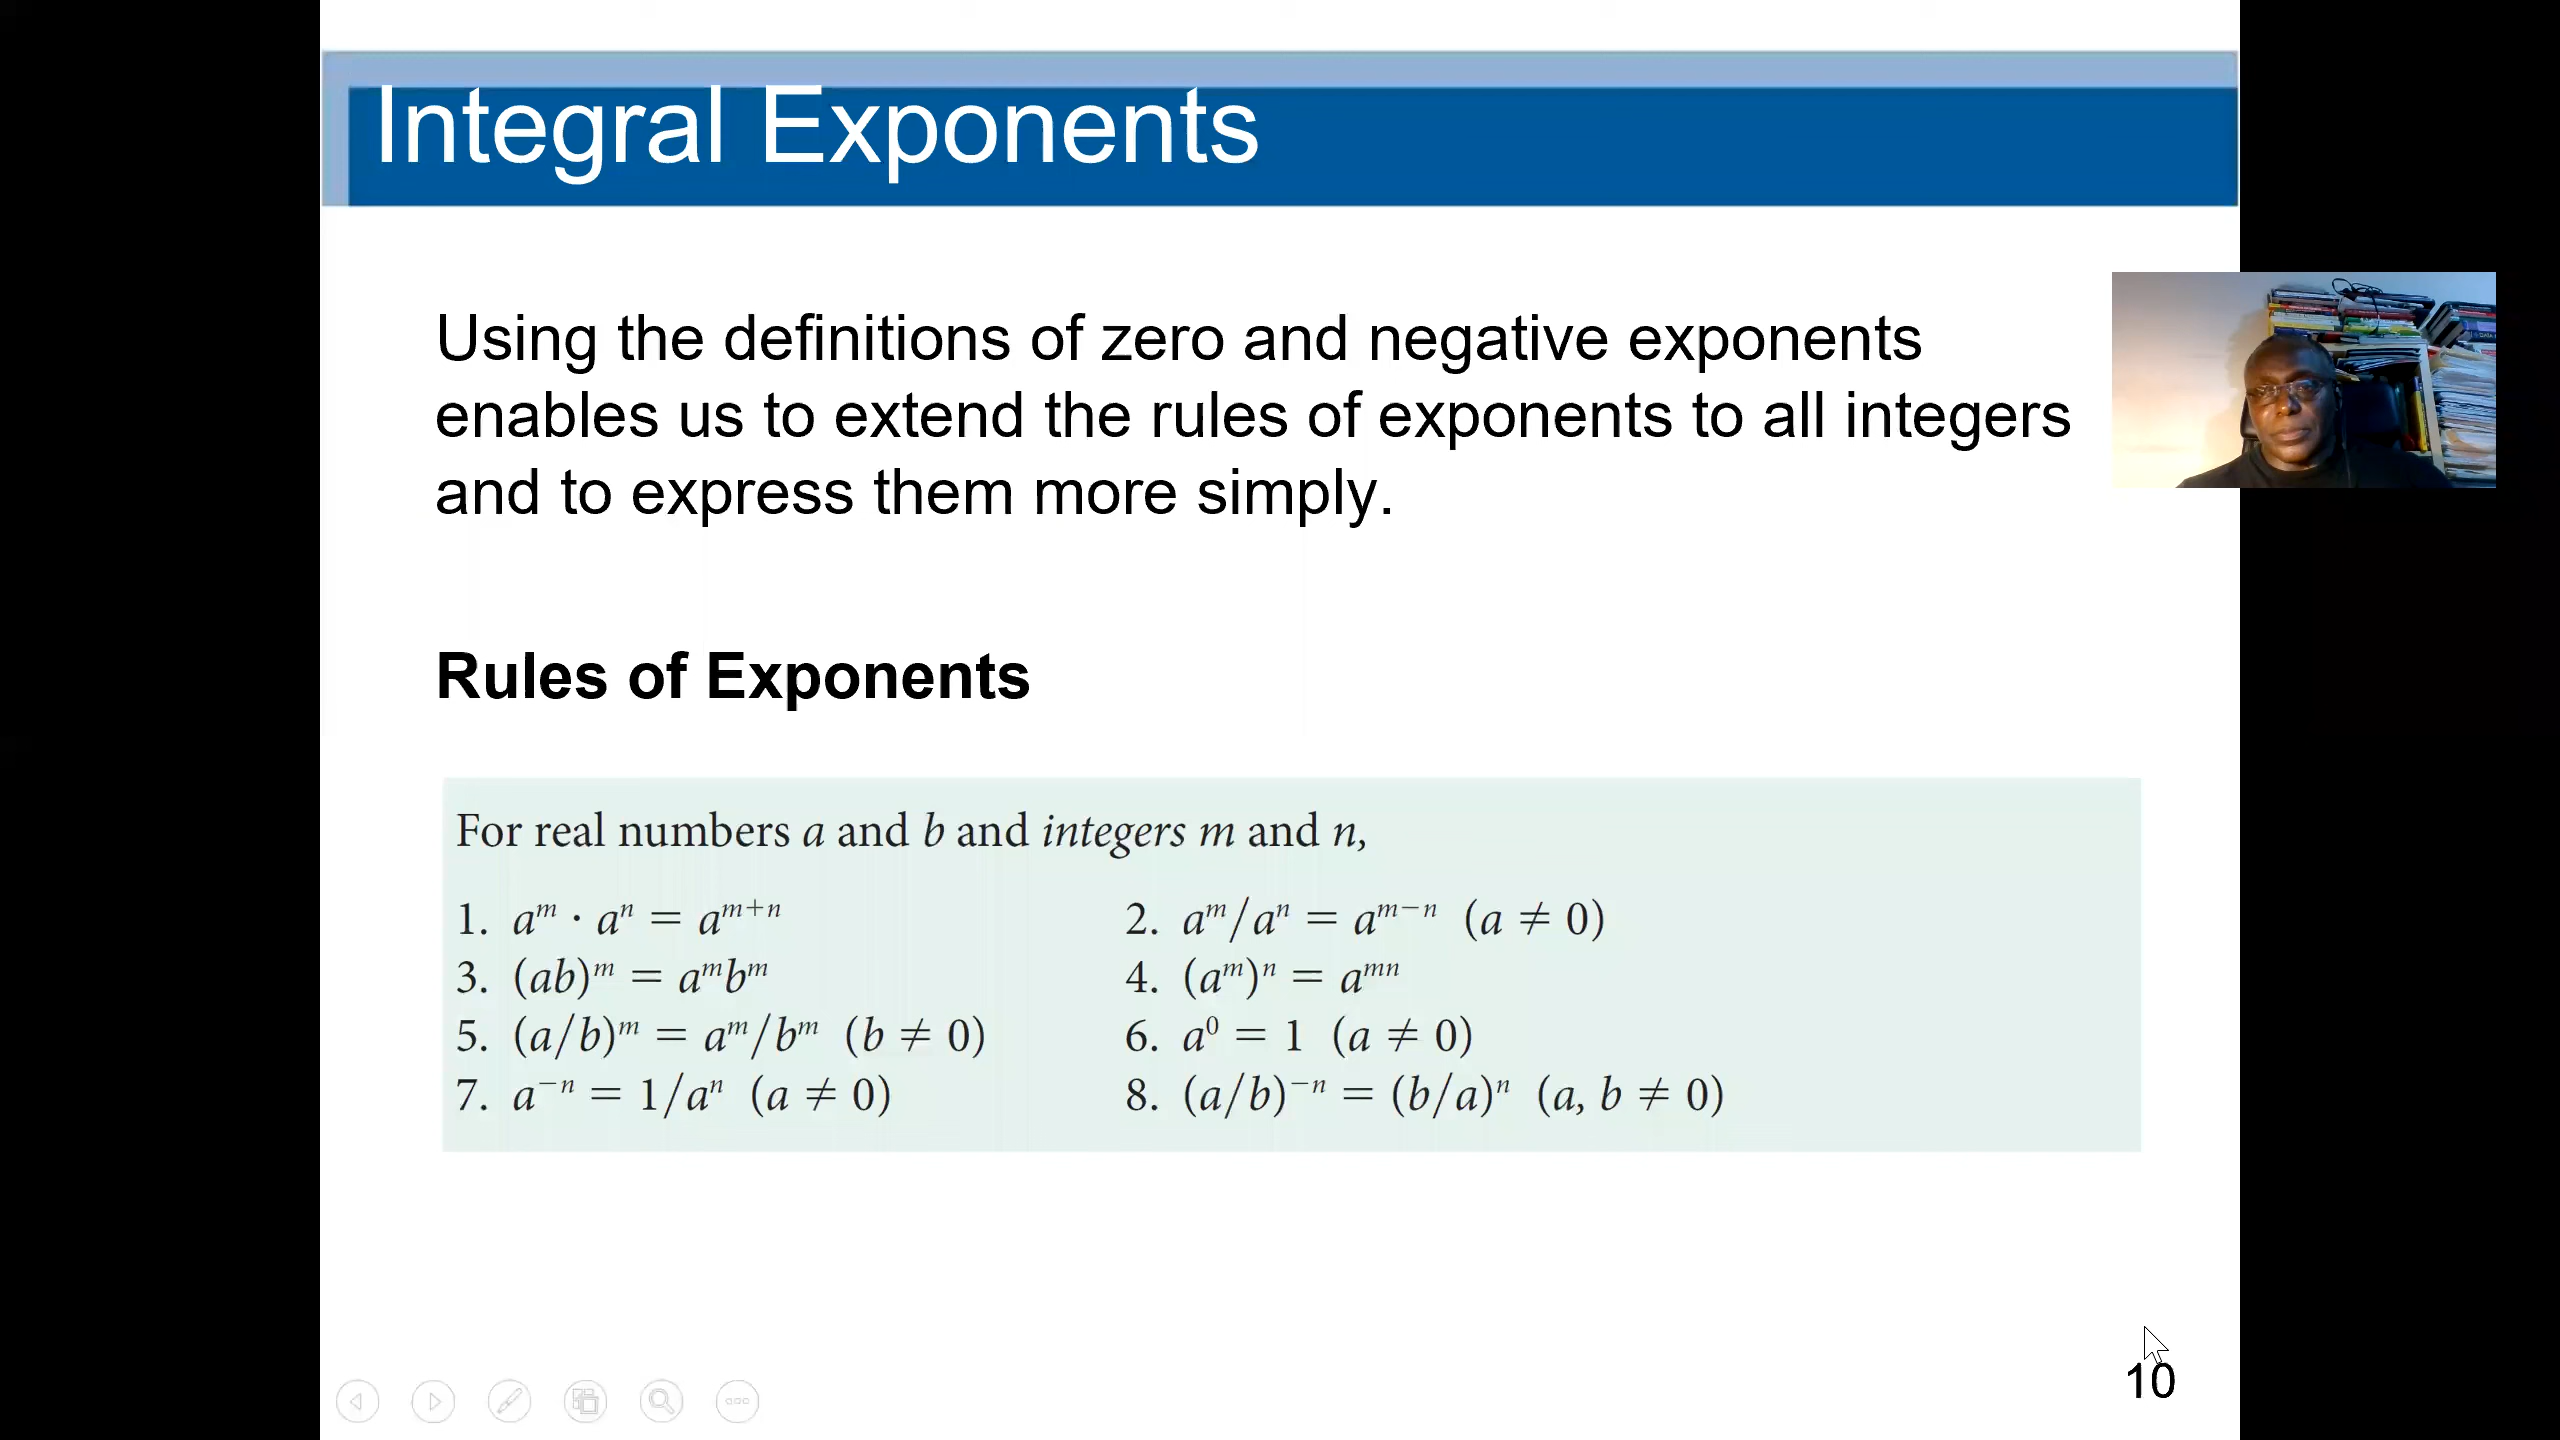 Integral Exponents
Using the definitions of zero and negative exponents
enables us to extend the rules of exponents to all integers
and to express them more simply.
Rules of Exponents
For real numbers a and b and integers m and n,
1. aᵐ · aⁿ = aᵐ⁺ⁿ
2. aᵐ/aⁿ = aᵐ⁻ⁿ (a ≠ 0)
3. (ab)ᵐ = aᵐbᵐ
4. (aᵐ)ⁿ = aᵐⁿ
5. (a/b)ᵐ = aᵐ/bᵐ (b ≠ 0)
6. a⁰ = 1 (a ≠ 0)
7. a⁻ⁿ = 1/aⁿ (a ≠ 0)
8. (a/b)⁻ⁿ = (b/a)ⁿ (a, b ≠ 0)
10